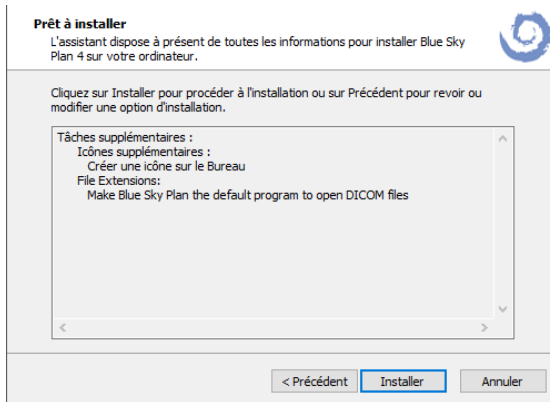 Prêt à installer
L'assistant dispose à présent de toutes les informations pour installer Blue Sky
Plan 4 sur votre ordinateur.
Cliquez sur Installer pour procéder à l'installation ou sur Précédent pour revoir ou
modifier une option d'installation.
Tâches supplémentaires :
Icônes supplémentaires :
Créer une icône sur le Bureau
File Extensions:
Make Blue Sky Plan the default program to open DICOM files
< Précédent
Installer
Annuler